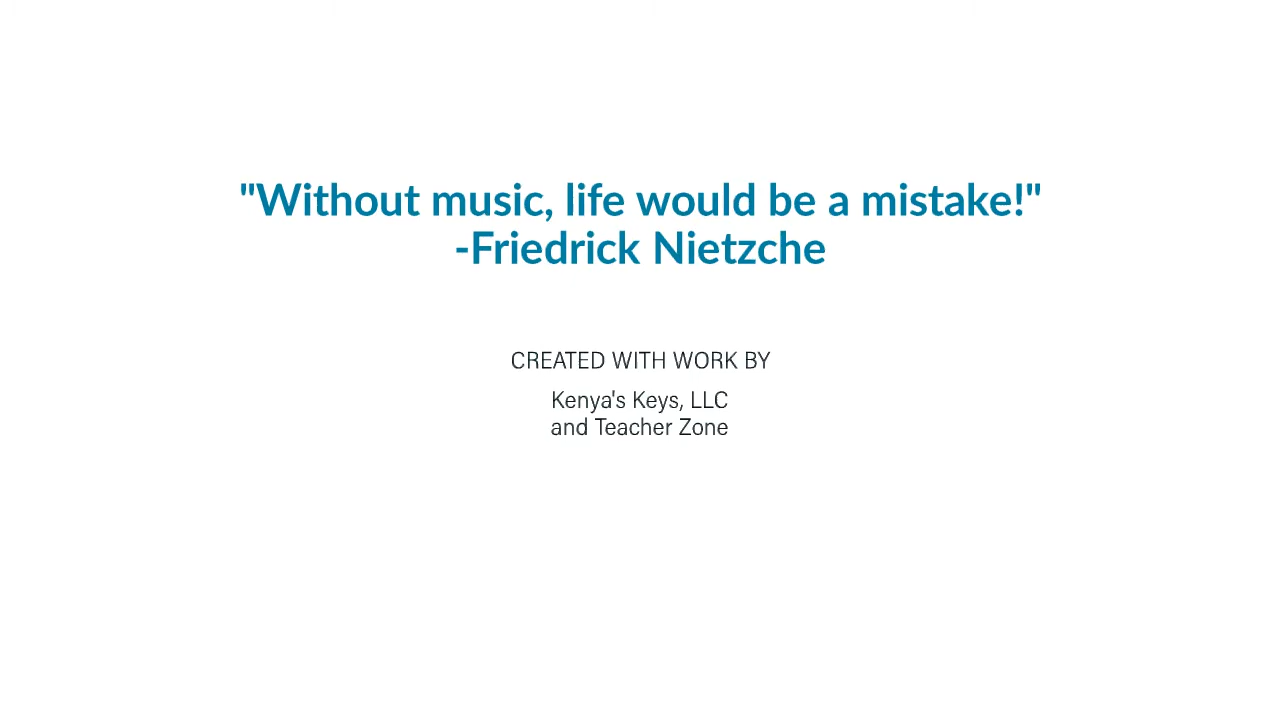 "Without music, life would be a mistake!"
-Friedrick Nietzche
CREATED WITH WORK BY
Kenya's Keys, LLC
and Teacher Zone